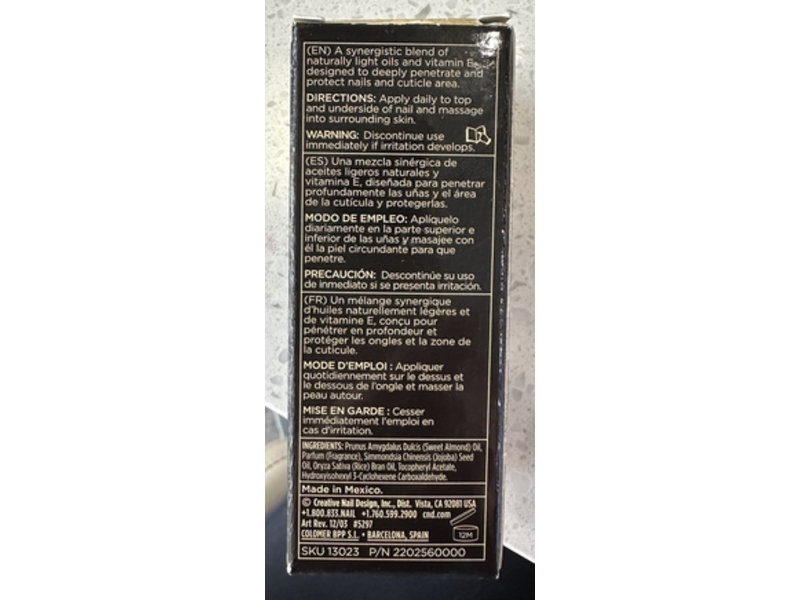 (EN) A synergistic blend of
naturally light oils and vitamin E,
designed to deeply penetrate and
protect nails and cuticle area.
DIRECTIONS: Apply daily to top
and underside of nail and massage
into surrounding skin.
WARNING: Discontinue use
immediately if irritation develops.
(ES) Una mezcla sinérgica de
aceites ligeros naturales y
vitamina E, diseñada para penetrar
profundamente las uñas y el área
de la cutícula y protegerlas.
MODO DE EMPLEO: Aplíquelo
diariamente en la parte superior e
inferior de las uñas y masajee con
él la piel circundante para que
penetre.
PRECAUCIÓN: Descontinúe su uso
de inmediato si se presenta irritación.
(FR) Un mélange synergique
d'huiles naturellement légères et
de vitamine E, conçu pour
pénétrer en profondeur et
protéger les ongles et la zone de
la cuticule.
MODE D'EMPLOI : Appliquer
quotidiennement sur le dessus et
le dessous de l'ongle et masser la
peau autour.
MISE EN GARDE : Cesser
immédiatement l'emploi en
cas d'irritation.
INGREDIENTS: Prunus Amygdalus Dulcis (Sweet Almond) Oil,
Parfum (Fragrance), Simmondsia Chinensis (Jojoba) Seed
Oil, Oryza Sativa (Rice) Bran Oil, Tocopheryl Acetate,
Hydroxyisohexyl 3-Cyclohexene Carboxaldehyde.
Made in Mexico.
© Creative Nail Design, Inc., Dist. Vista, CA 92081 USA
+1.800.833.NAIL +1.760.599.2900 cnd.com
Art Rev. 12/03 #5297
COLOMER BPP S.L. • BARCELONA, SPAIN
12M
SKU 13023 P/N 2202560000